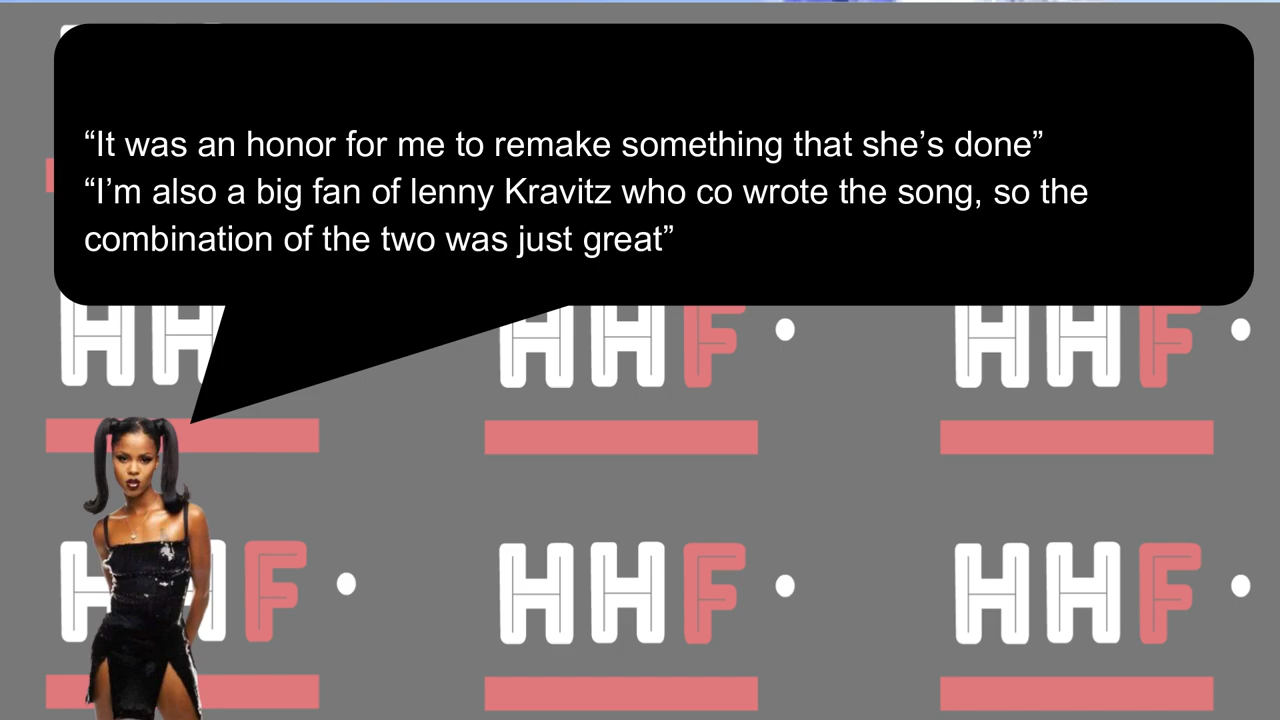 “It was an honor for me to remake something that she’s done”
“I’m also a big fan of lenny Kravitz who co wrote the song, so the
combination of the two was just great”
HH
HHF •
HHF •
HHF •
HHF •
HHF •